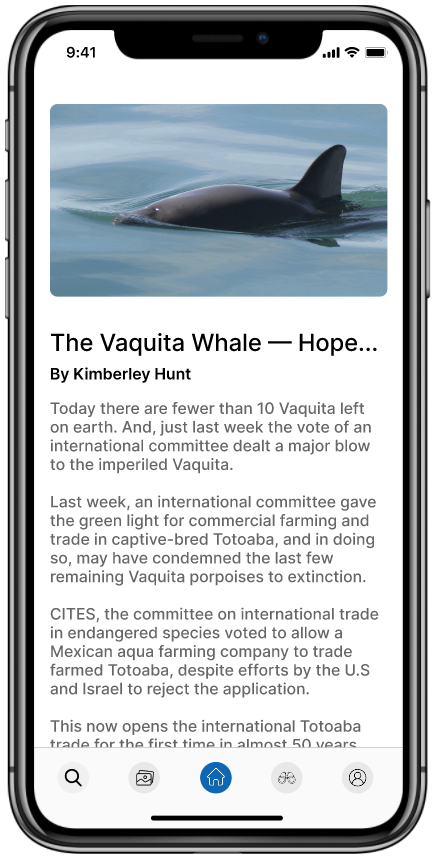 9:41
The Vaquita Whale — Hope...
By Kimberley Hunt
Today there are fewer than 10 Vaquita left
on earth. And, just last week the vote of an
international committee dealt a major blow
to the imperiled Vaquita.
Last week, an international committee gave
the green light for commercial farming and
trade in captive-bred Totoaba, and in doing
so, may have condemned the last few
remaining Vaquita porpoises to extinction.
CITES, the committee on international trade
in endangered species voted to allow a
Mexican aqua farming company to trade
farmed Totoaba, despite efforts by the U.S
and Israel to reject the application.
This now opens the international Totoaba
trade for the first time in almost 50 years